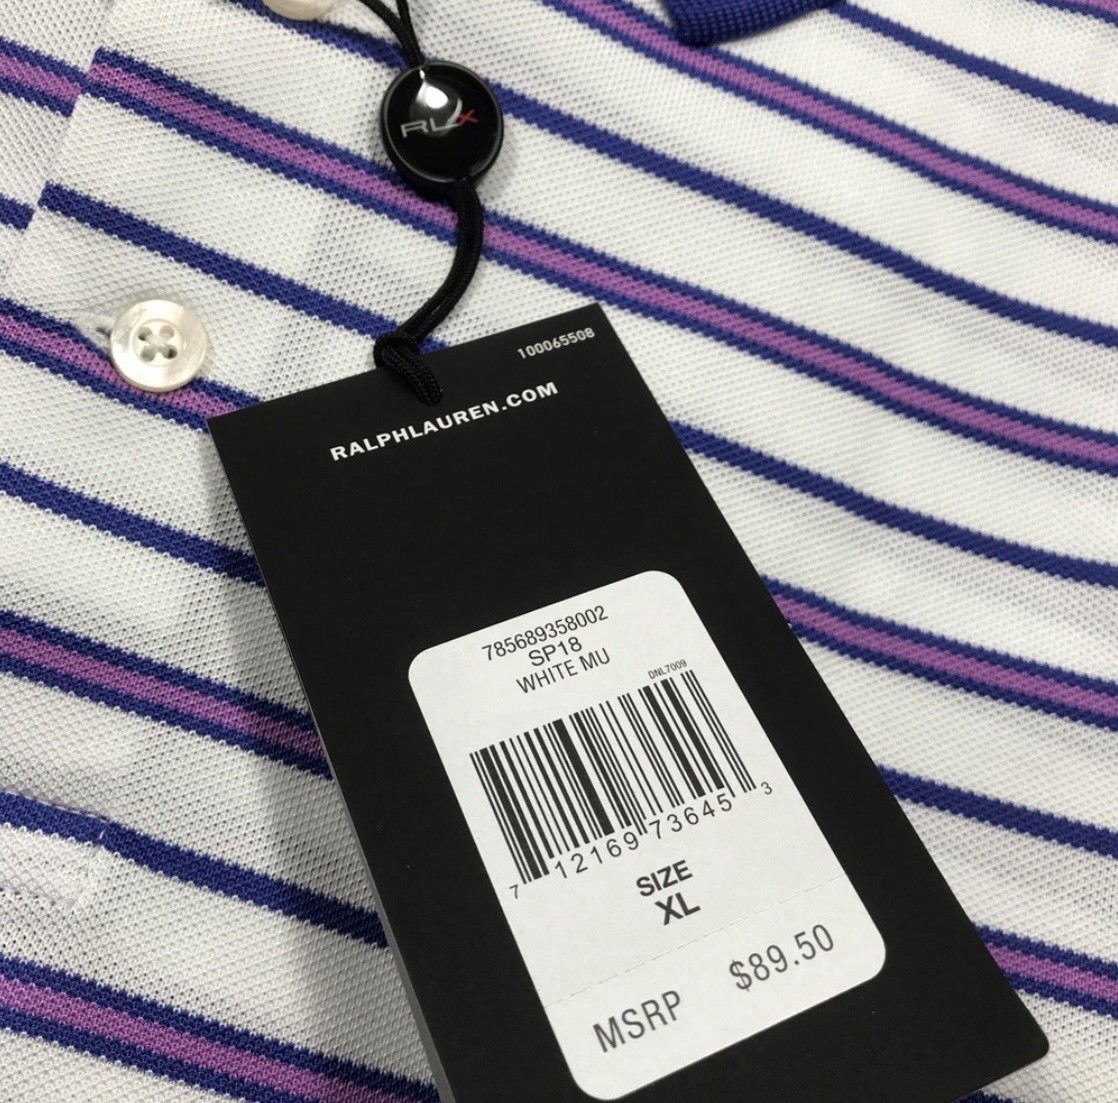 RLX
100065508
RALPHLAUREN.COM
785689358002
SP18
WHITE MU
DNL7009
7 12169 73645 3
SIZE
XL
MSRP $89.50